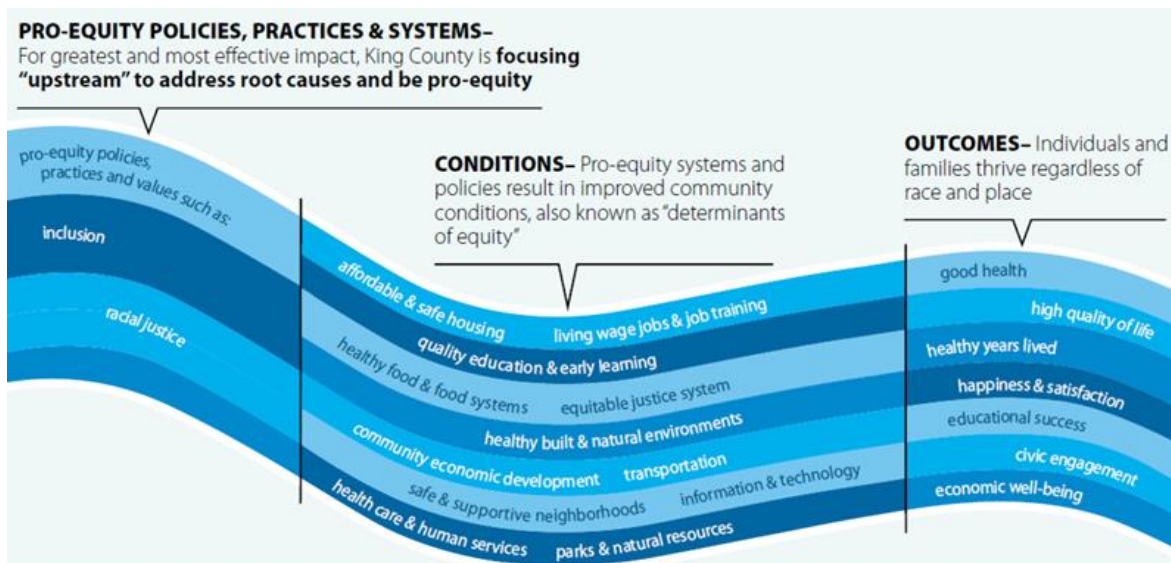 PRO-EQUITY POLICIES, PRACTICES & SYSTEMS–
For greatest and most effective impact, King County is focusing
“upstream” to address root causes and be pro-equity
pro-equity policies,
practices and values such as:
inclusion
racial justice
CONDITIONS– Pro-equity systems and
policies result in improved community
conditions, also known as “determinants
of equity”
affordable & safe housing
living wage jobs & job training
quality education & early learning
healthy food & food systems
equitable justice system
healthy built & natural environments
community economic development
transportation
safe & supportive neighborhoods
information & technology
health care & human services
parks & natural resources
OUTCOMES– Individuals and
families thrive regardless of
race and place
good health
high quality of life
healthy years lived
happiness & satisfaction
educational success
civic engagement
economic well-being